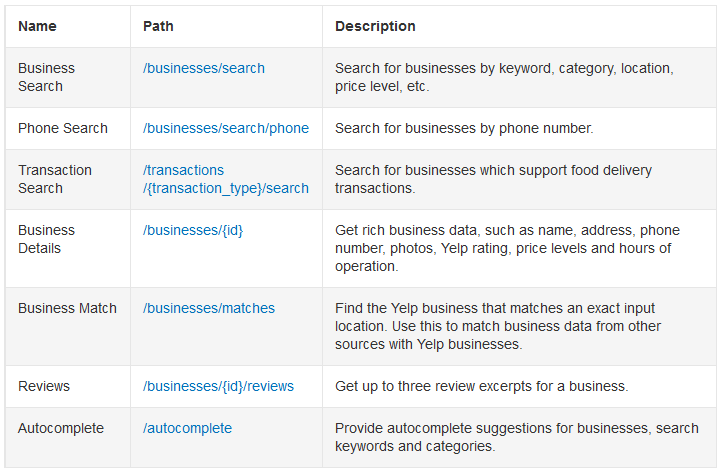 Name Path Description
Business Search /businesses/search Search for businesses by keyword, category, location,
price level, etc.
Phone Search /businesses/search/phone Search for businesses by phone number.
Transaction Search /transactions
/{transaction_type}/search Search for businesses which support food delivery
transactions.
Business Details /businesses/{id} Get rich business data, such as name, address, phone
number, photos, Yelp rating, price levels and hours of
operation.
Business Match /businesses/matches Find the Yelp business that matches an exact input
location. Use this to match business data from other
sources with Yelp businesses.
Reviews /businesses/{id}/reviews Get up to three review excerpts for a business.
Autocomplete /autocomplete Provide autocomplete suggestions for businesses, search
keywords and categories.